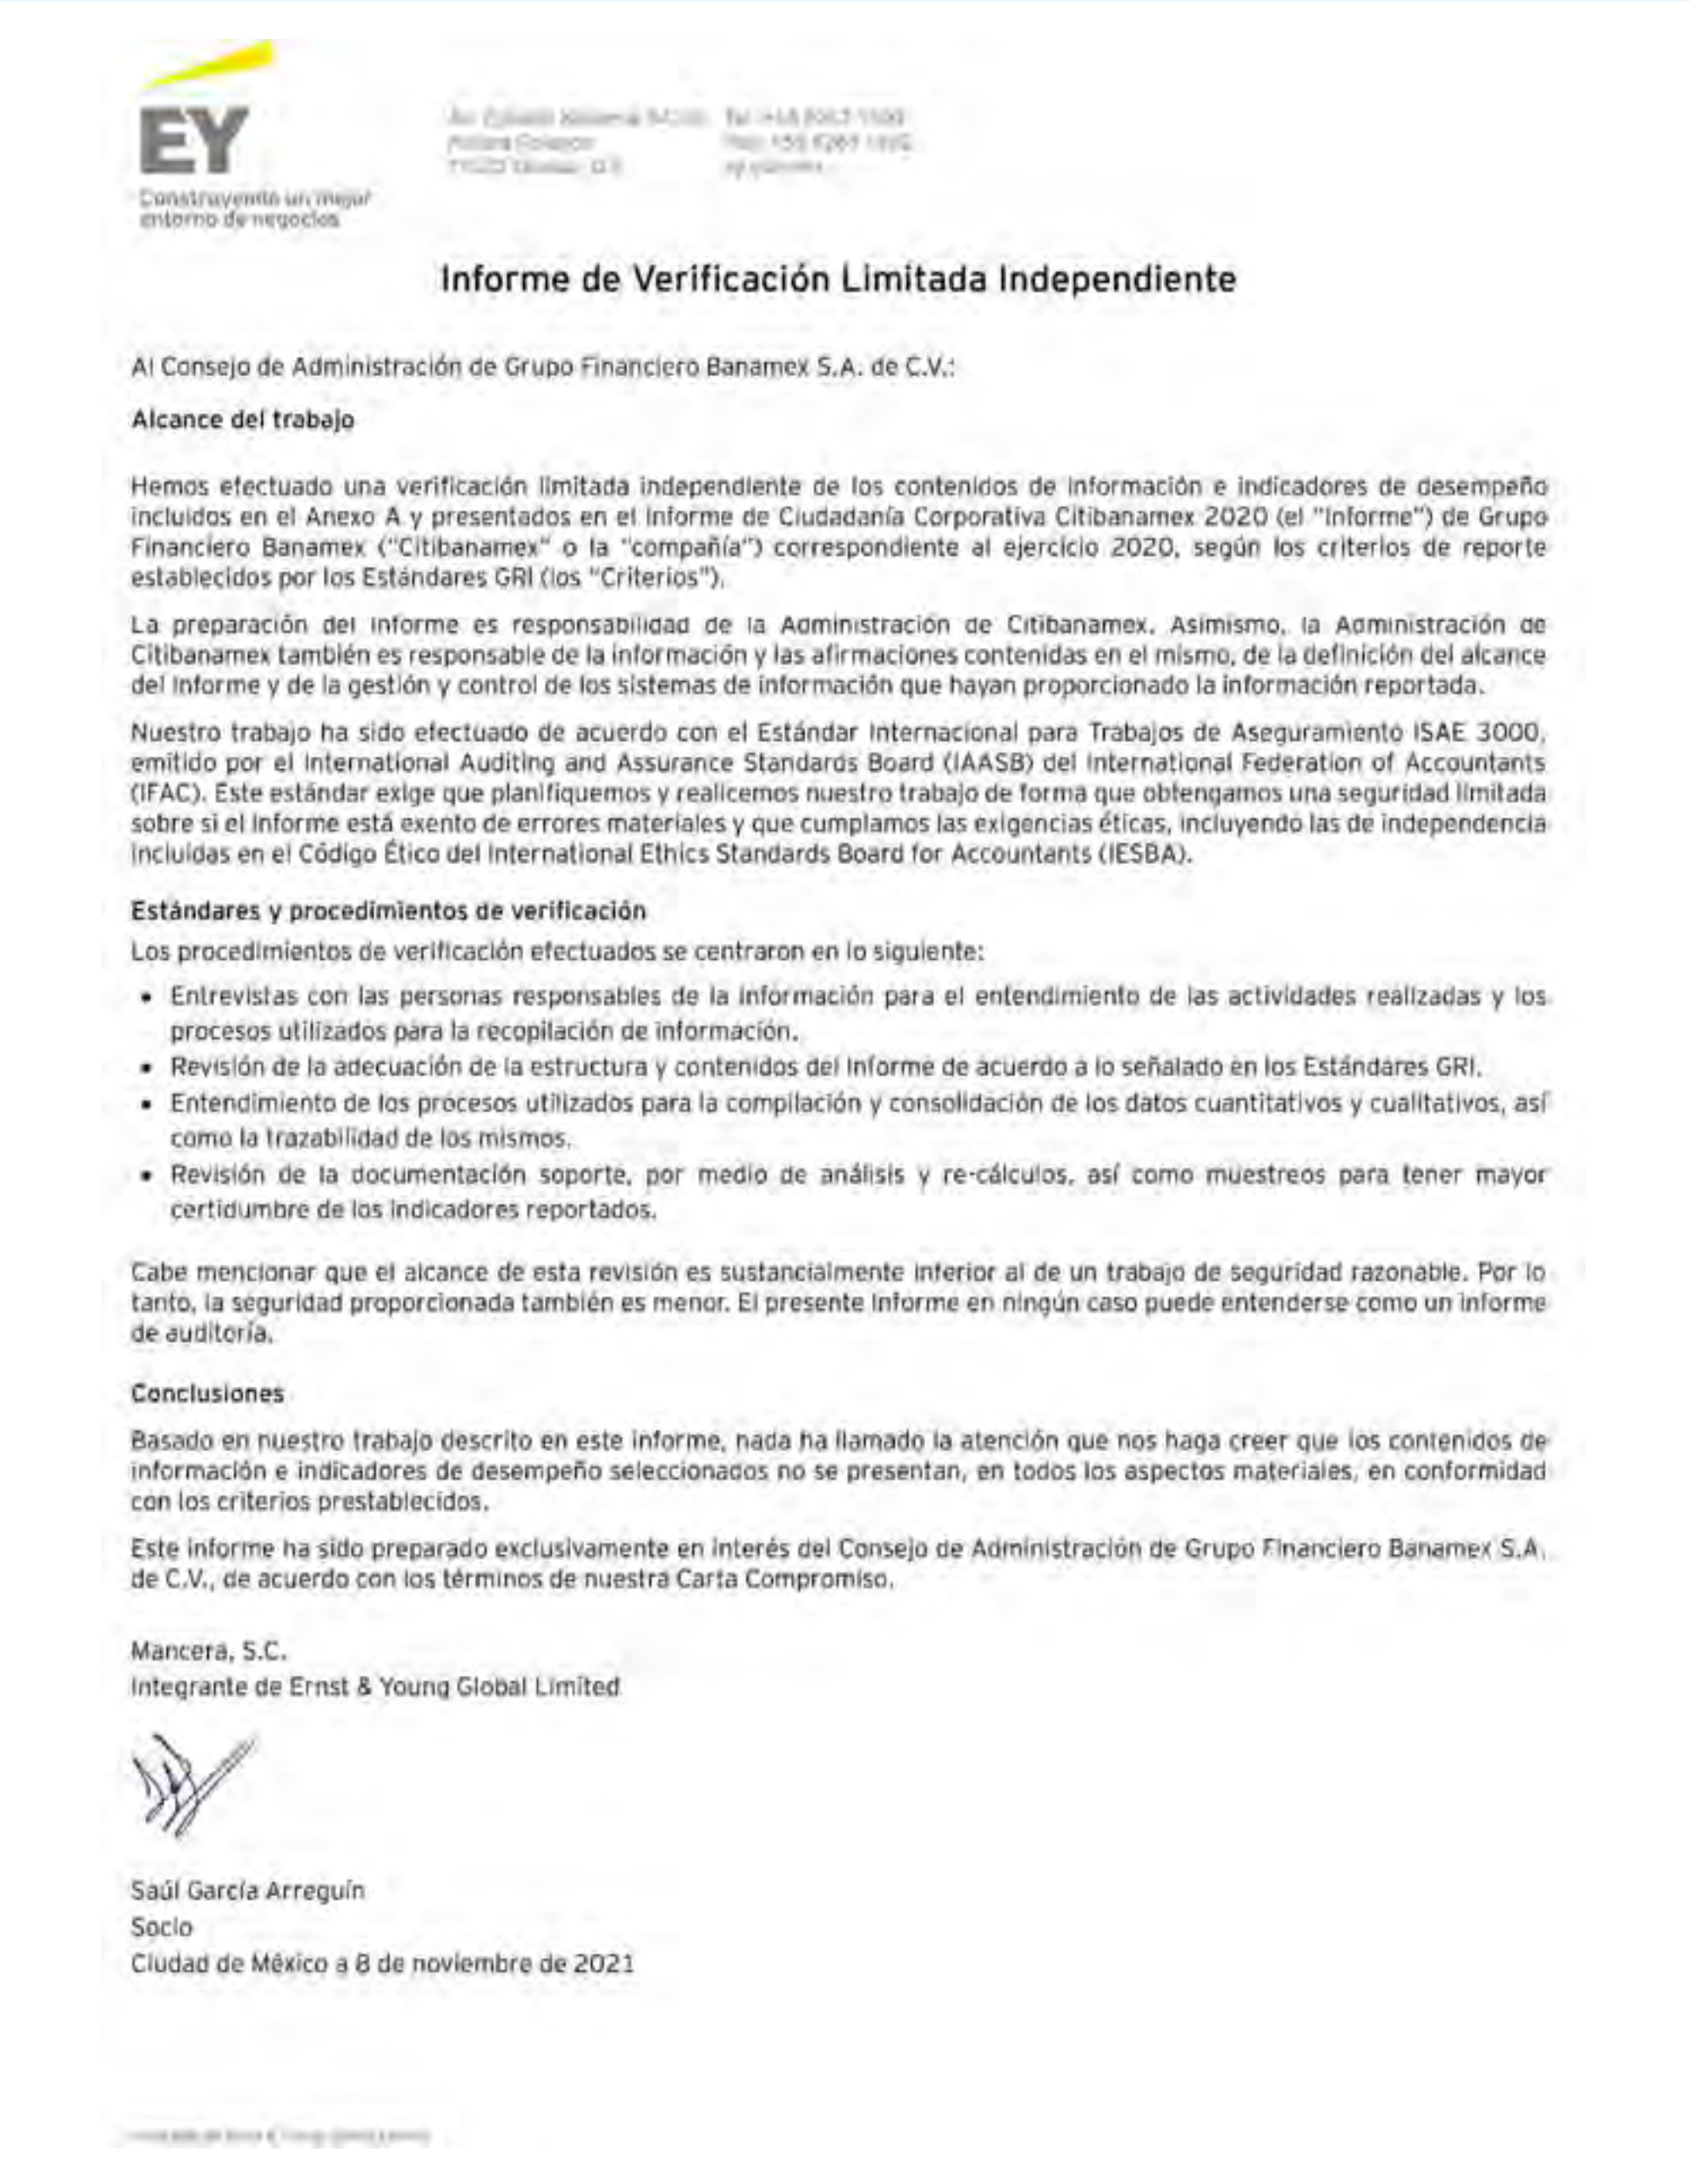 EY
Construyendo un mejor
entorno de negocios
Informe de Verificación Limitada Independiente
Al Consejo de Administración de Grupo Financiero Banamex S.A. de C.V.:
Alcance del trabajo
Hemos efectuado una verificación limitada independiente de los contenidos de información e indicadores de desempeño
incluidos en el Anexo A y presentados en el Informe de Ciudadanía Corporativa Citibanamex 2020 (el "Informe") de Grupo
Financiero Banamex ("Citibanamex" o la "compañía") correspondiente al ejercicio 2020, según los criterios de reporte
establecidos por los Estándares GRI (los "Criterios").
La preparación del Informe es responsabilidad de la Administración de Citibanamex. Asimismo, la Administración de
Citibanamex también es responsable de la información y las afirmaciones contenidas en el mismo, de la definición del alcance
del Informe y de la gestión y control de los sistemas de información que hayan proporcionado la información reportada.
Nuestro trabajo ha sido efectuado de acuerdo con el Estándar Internacional para Trabajos de Aseguramiento ISAE 3000,
emitido por el International Auditing and Assurance Standards Board (IAASB) del International Federation of Accountants
(IFAC). Este estándar exige que planifiquemos y realicemos nuestro trabajo de forma que obtengamos una seguridad limitada
sobre si el Informe está exento de errores materiales y que cumplamos las exigencias éticas, incluyendo las de independencia
incluidas en el Código Ético del International Ethics Standards Board for Accountants (IESBA).
Estándares y procedimientos de verificación
Los procedimientos de verificación efectuados se centraron en lo siguiente:
• Entrevistas con las personas responsables de la información para el entendimiento de las actividades realizadas y los
procesos utilizados para la recopilación de información.
• Revisión de la adecuación de la estructura y contenidos del Informe de acuerdo a lo señalado en los Estándares GRI.
• Entendimiento de los procesos utilizados para la compilación y consolidación de los datos cuantitativos y cualitativos, así
como la trazabilidad de los mismos.
• Revisión de la documentación soporte, por medio de análisis y re-cálculos, así como muestreos para tener mayor
certidumbre de los indicadores reportados.
Cabe mencionar que el alcance de esta revisión es sustancialmente inferior al de un trabajo de seguridad razonable. Por lo
tanto, la seguridad proporcionada también es menor. El presente Informe en ningún caso puede entenderse como un informe
de auditoría.
Conclusiones
Basado en nuestro trabajo descrito en este informe, nada ha llamado la atención que nos haga creer que los contenidos de
información e indicadores de desempeño seleccionados no se presentan, en todos los aspectos materiales, en conformidad
con los criterios prestablecidos.
Este informe ha sido preparado exclusivamente en interés del Consejo de Administración de Grupo Financiero Banamex S.A.
de C.V., de acuerdo con los términos de nuestra Carta Compromiso.
Mancera, S.C.
Integrante de Ernst & Young Global Limited
Saúl García Arreguín
Socio
Ciudad de México a 8 de noviembre de 2021